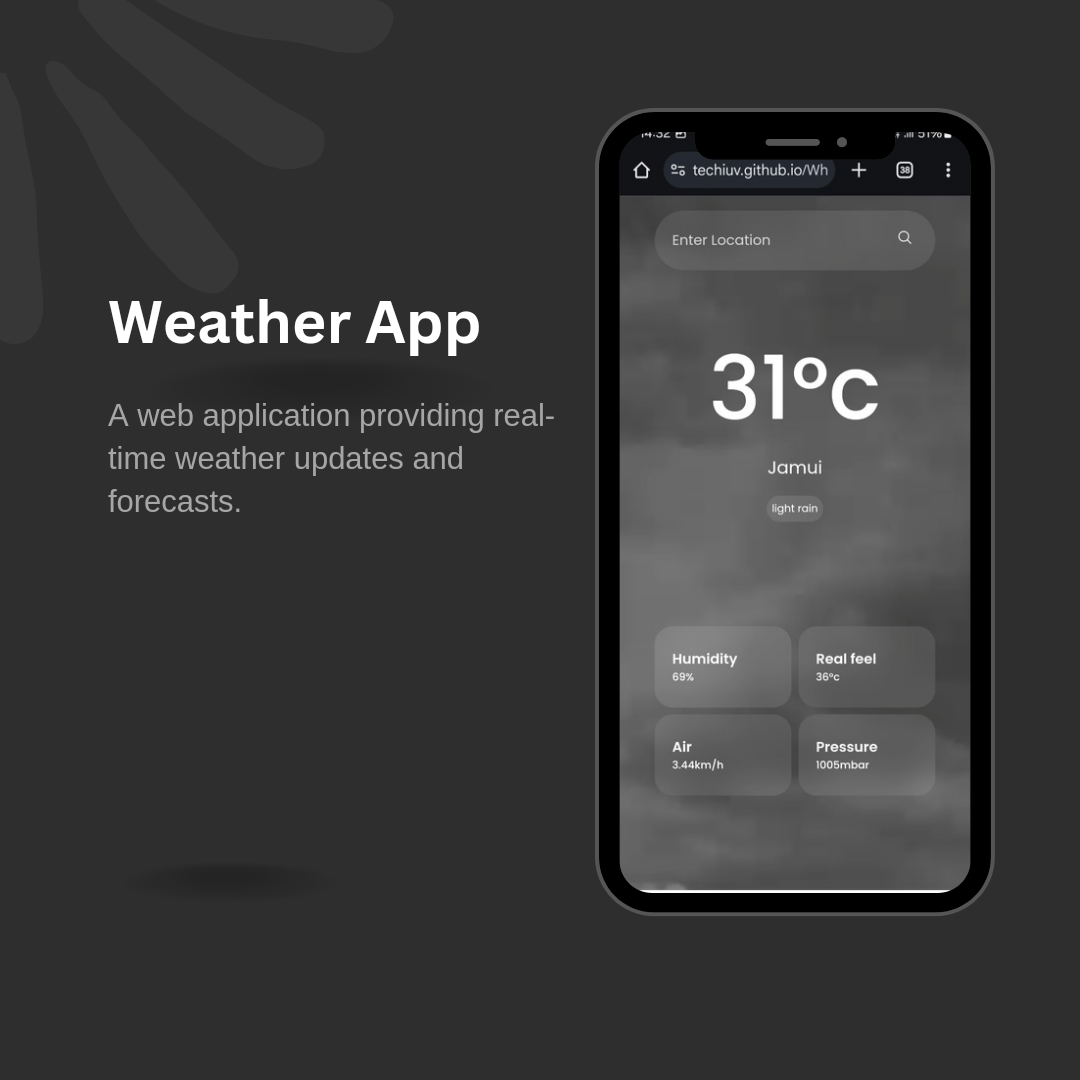 Weather App
A web application providing real-
time weather updates and
forecasts.
14:32
51%
techiuv.github.io/Wh
38
Enter Location
31°c
Jamui
light rain
Humidity
69%
Real feel
36°c
Air
3.44km/h
Pressure
1005mbar